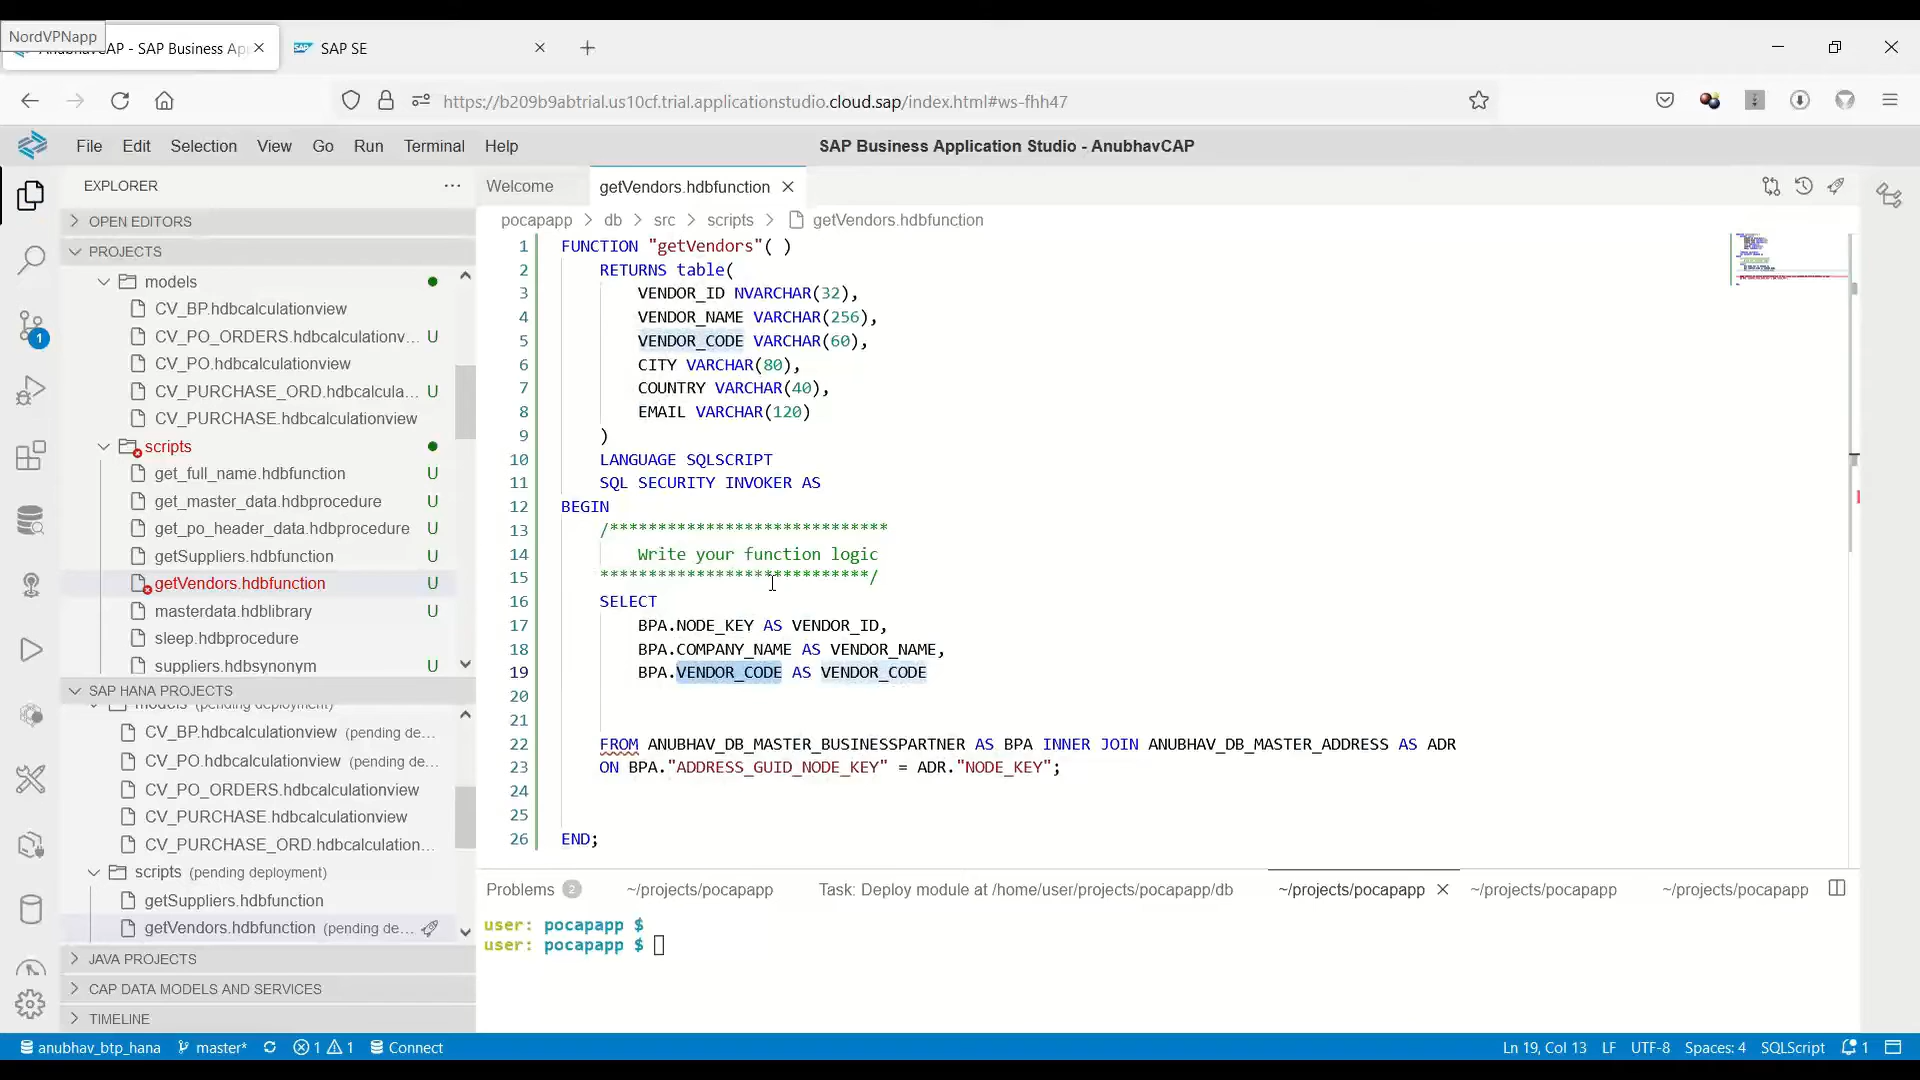 NordVPNapp
AnubhavCAP - SAP Business App
SAP SE
https://b209b9abtrial.us10cf.trial.applicationstudio.cloud.sap/index.html#ws-fhh47
File Edit Selection View Go Run Terminal Help
SAP Business Application Studio - AnubhavCAP
EXPLORER
OPEN EDITORS
PROJECTS
models
CV_BP.hdbcalculationview
CV_PO_ORDERS.hdbcalculationv... U
CV_PO.hdbcalculationview
CV_PURCHASE_ORD.hdbcalcula... U
CV_PURCHASE.hdbcalculationview
scripts
get_full_name.hdbfunction U
get_master_data.hdbprocedure U
get_po_header_data.hdbprocedure U
getSuppliers.hdbfunction U
getVendors.hdbfunction U
masterdata.hdblibrary U
sleep.hdbprocedure
suppliers.hdbsynonym U
SAP HANA PROJECTS
models (pending deployment)
CV_BP.hdbcalculationview (pending de...
CV_PO.hdbcalculationview (pending de...
CV_PO_ORDERS.hdbcalculationview
CV_PURCHASE.hdbcalculationview
CV_PURCHASE_ORD.hdbcalculation...
scripts (pending deployment)
getSuppliers.hdbfunction
getVendors.hdbfunction (pending de...
JAVA PROJECTS
CAP DATA MODELS AND SERVICES
TIMELINE
1
Welcome getVendors.hdbfunction
pocapapp > db > src > scripts > getVendors.hdbfunction
1 FUNCTION "getVendors"( )
2 RETURNS table(
3 VENDOR_ID NVARCHAR(32),
4 VENDOR_NAME VARCHAR(256),
5 VENDOR_CODE VARCHAR(60),
6 CITY VARCHAR(80),
7 COUNTRY VARCHAR(40),
8 EMAIL VARCHAR(120)
9 )
10 LANGUAGE SQLSCRIPT
11 SQL SECURITY INVOKER AS
12 BEGIN
13 /*****************************
14 Write your function logic
15 ****************************/
16 SELECT
17 BPA.NODE_KEY AS VENDOR_ID,
18 BPA.COMPANY_NAME AS VENDOR_NAME,
19 BPA.VENDOR_CODE AS VENDOR_CODE
20
21
22 FROM ANUBHAV_DB_MASTER_BUSINESSPARTNER AS BPA INNER JOIN ANUBHAV_DB_MASTER_ADDRESS AS ADR
23 ON BPA."ADDRESS_GUID_NODE_KEY" = ADR."NODE_KEY";
24
25
26 END;
Problems 2 ~/projects/pocapapp Task: Deploy module at /home/user/projects/pocapapp/db ~/projects/pocapapp ~/projects/pocapapp ~/projects/pocapapp
user: pocapapp $
user: pocapapp $
anubhav_btp_hana master* 1 1 Connect Ln 19, Col 13 LF UTF-8 Spaces: 4 SQLScript 1